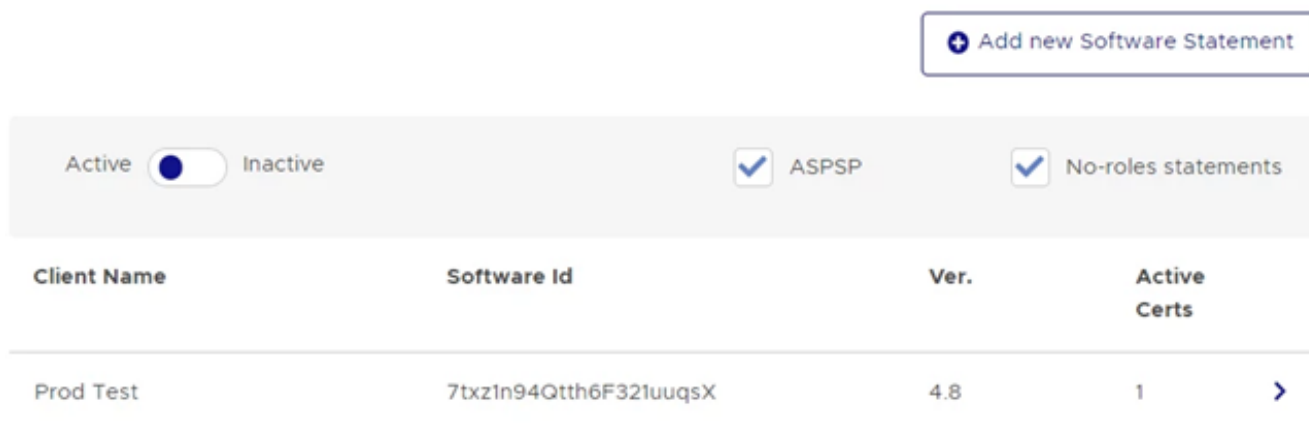 Add new Software Statement
Active Inactive ASPSP No-roles statements
Client Name Software Id Ver. Active
Certs
Prod Test 7txz1n94Qtth6F321uuqsX 4.8 1